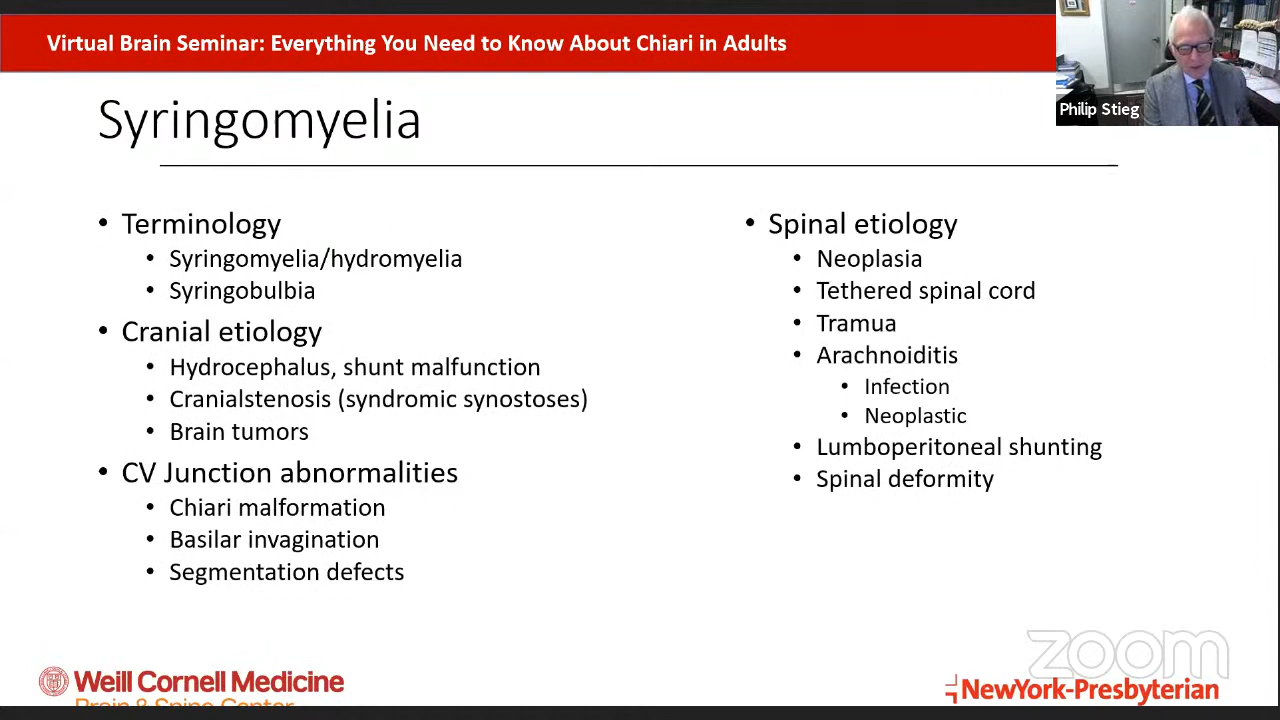 Virtual Brain Seminar: Everything You Need to Know About Chiari in Adults
Philip Stieg
Syringomyelia
• Terminology
• Syringomyelia/hydromyelia
• Syringobulbia
• Cranial etiology
• Hydrocephalus, shunt malfunction
• Cranialstenosis (syndromic synostoses)
• Brain tumors
• CV Junction abnormalities
• Chiari malformation
• Basilar invagination
• Segmentation defects
• Spinal etiology
• Neoplasia
• Tethered spinal cord
• Tramua
• Arachnoiditis
• Infection
• Neoplastic
• Lumboperitoneal shunting
• Spinal deformity
zoom
Weill Cornell Medicine
Brain & Spine Center
NewYork-Presbyterian